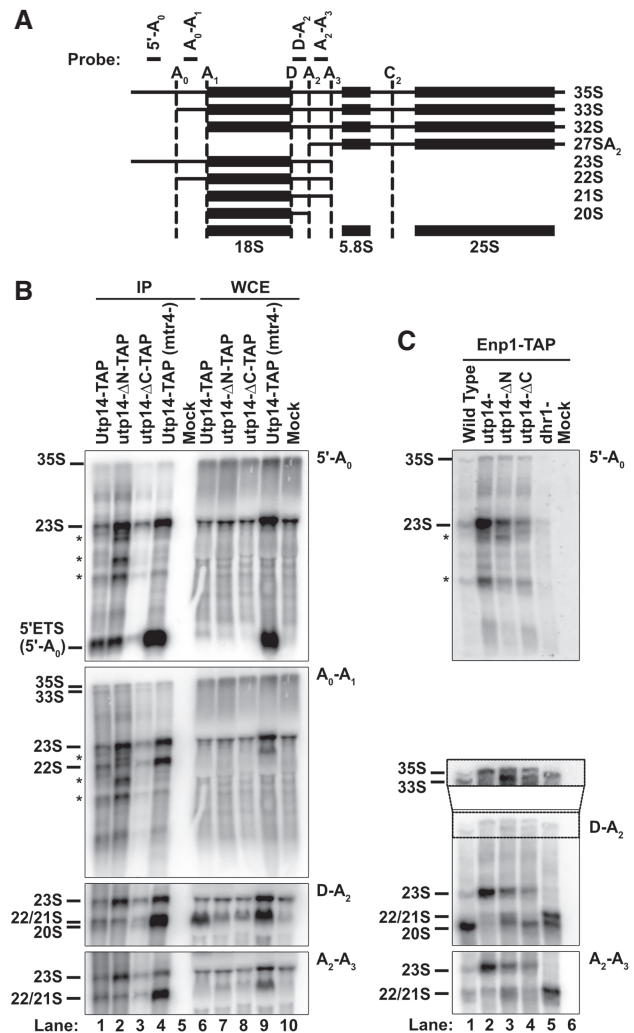 A
Probe: 5'-A0 A0-A1 D-A2 A2-A3
A0 A1 D A2 A3 C2
35S
33S
32S
27SA2
23S
22S
21S
20S
18S 5.8S 25S
B
IP WCE
Utp14-TAP
utp14-ΔN-TAP
utp14-ΔC-TAP
Utp14-TAP (mtr4-)
Mock
Utp14-TAP
utp14-ΔN-TAP
utp14-ΔC-TAP
Utp14-TAP (mtr4-)
Mock
35S 5'-A0
23S
*
*
*
5'ETS
(5'-A0)
35S A0-A1
33S
23S
*
22S
*
*
23S D-A2
22/21S
20S
23S A2-A3
22/21S
Lane: 1 2 3 4 5 6 7 8 9 10
C
Enp1-TAP
Wild Type
utp14-
utp14-ΔN
utp14-ΔC
dhr1-
Mock
35S 5'-A0
23S
*
*
35S
33S
D-A2
23S
22/21S
20S
23S A2-A3
22/21S
Lane: 1 2 3 4 5 6